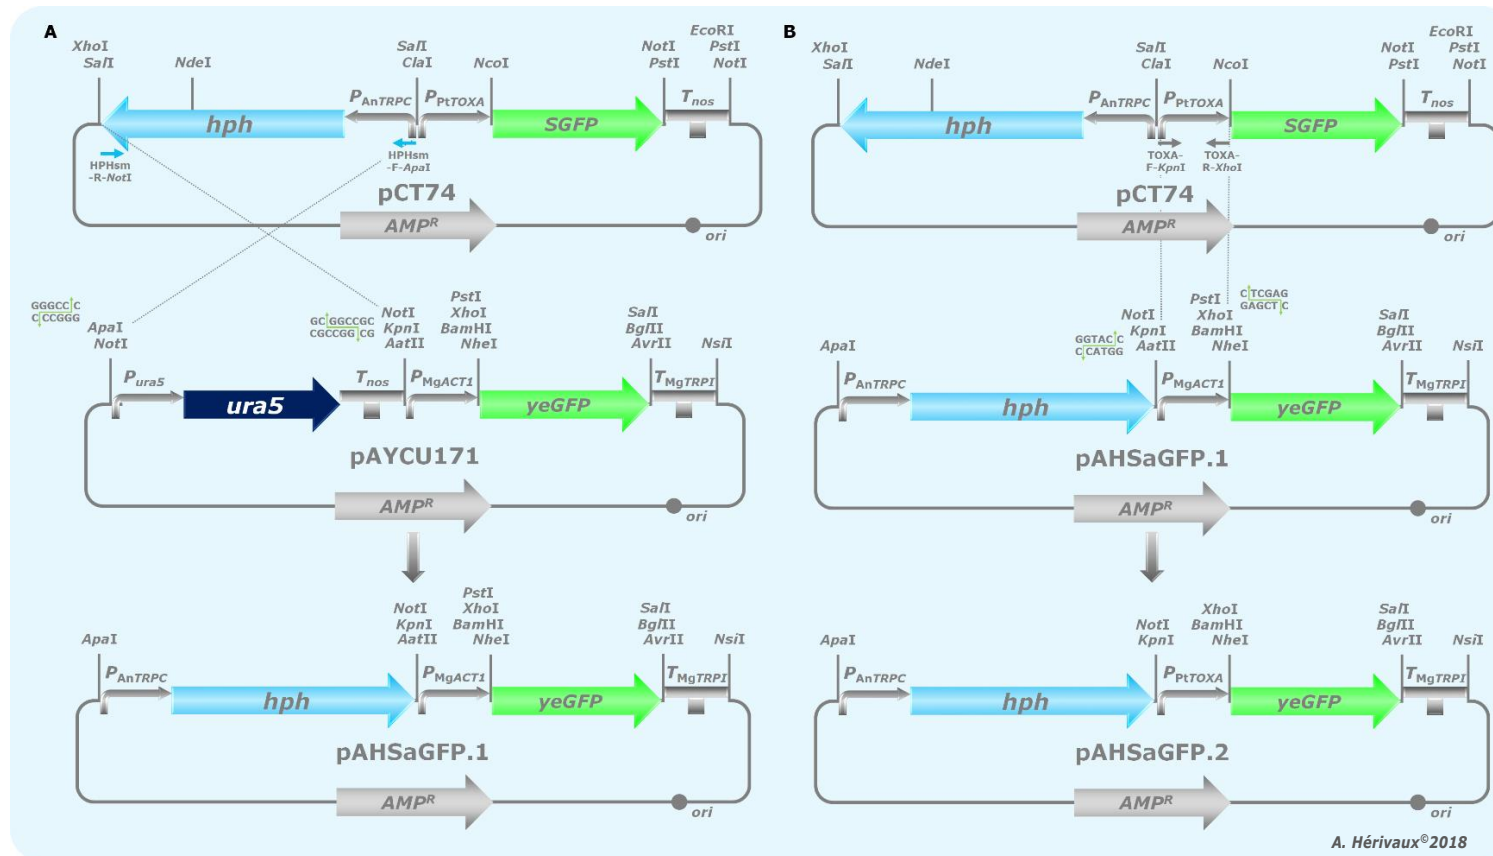 A
XhoI
SalI
NdeI
SalI
ClaI
NcoI
NotI
PstI
EcoRI
PstI
NotI
PAnTRPC
PPtTOXA
Tnos
hph
SGFP
HPHsm
-R-NotI
HPHsm
-F-ApaI
pCT74
AMPR
ori
GGGCC C
C CCGGG
ApaI
NotI
GC GGCCGC
CGCCGG CG
NotI
KpnI
AatII
PstI
XhoI
BamHI
NheI
SalI
BglII
AvrII
NsiI
Pura5
Tnos
PMgACT1
TMgTRPI
ura5
yeGFP
pAYCU171
AMPR
ori
ApaI
NotI
KpnI
AatII
PstI
XhoI
BamHI
NheI
SalI
BglII
AvrII
NsiI
PAnTRPC
PMgACT1
TMgTRPI
hph
yeGFP
pAHSaGFP.1
AMPR
ori
B
XhoI
SalI
NdeI
SalI
ClaI
NcoI
NotI
PstI
EcoRI
PstI
NotI
PAnTRPC
PPtTOXA
Tnos
hph
SGFP
TOXA-
F-KpnI
TOXA-
R-XhoI
pCT74
AMPR
ori
ApaI
GGTAC C
C CATGG
NotI
KpnI
AatII
PstI
XhoI
BamHI
NheI
C TCGAG
GAGCT C
SalI
BglII
AvrII
NsiI
PAnTRPC
PMgACT1
TMgTRPI
hph
yeGFP
pAHSaGFP.1
AMPR
ori
ApaI
NotI
KpnI
XhoI
BamHI
NheI
SalI
BglII
AvrII
NsiI
PAnTRPC
PPtTOXA
TMgTRPI
hph
yeGFP
pAHSaGFP.2
AMPR
ori
A. Hérivaux©2018